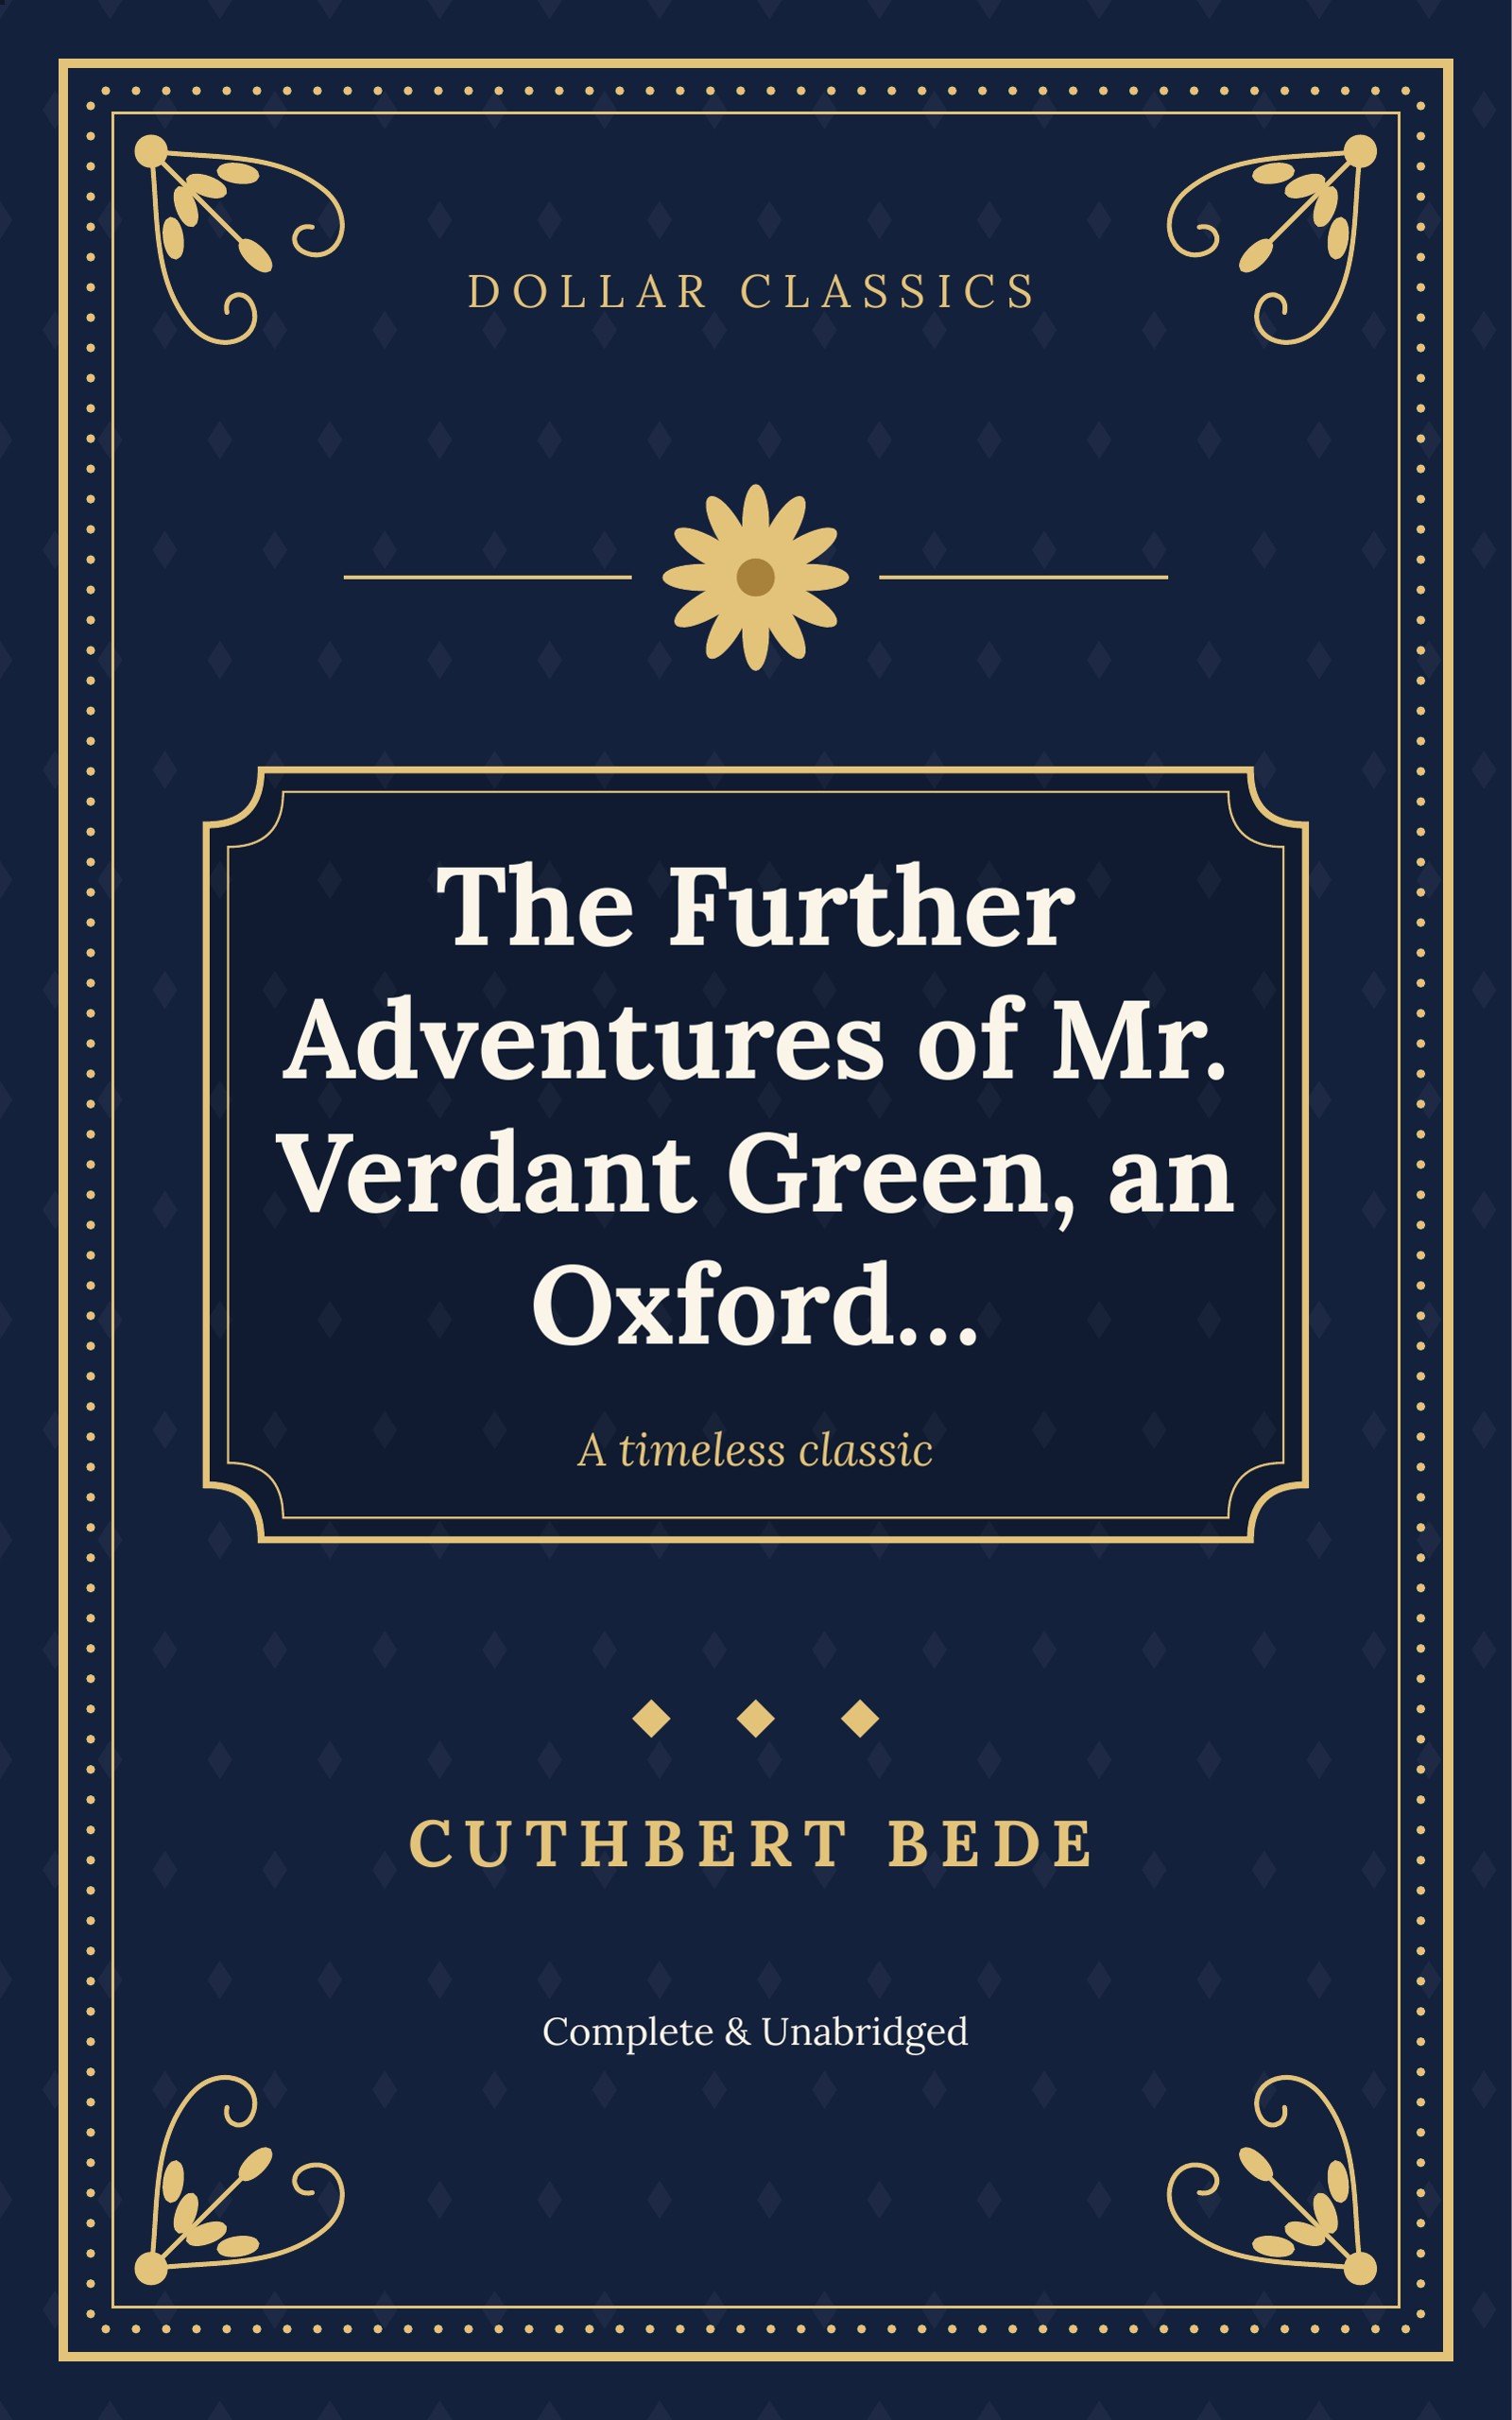 DOLLAR CLASSICS
The Further
Adventures of Mr.
Verdant Green, an
Oxford...
A timeless classic
CUTHBERT BEDE
Complete & Unabridged